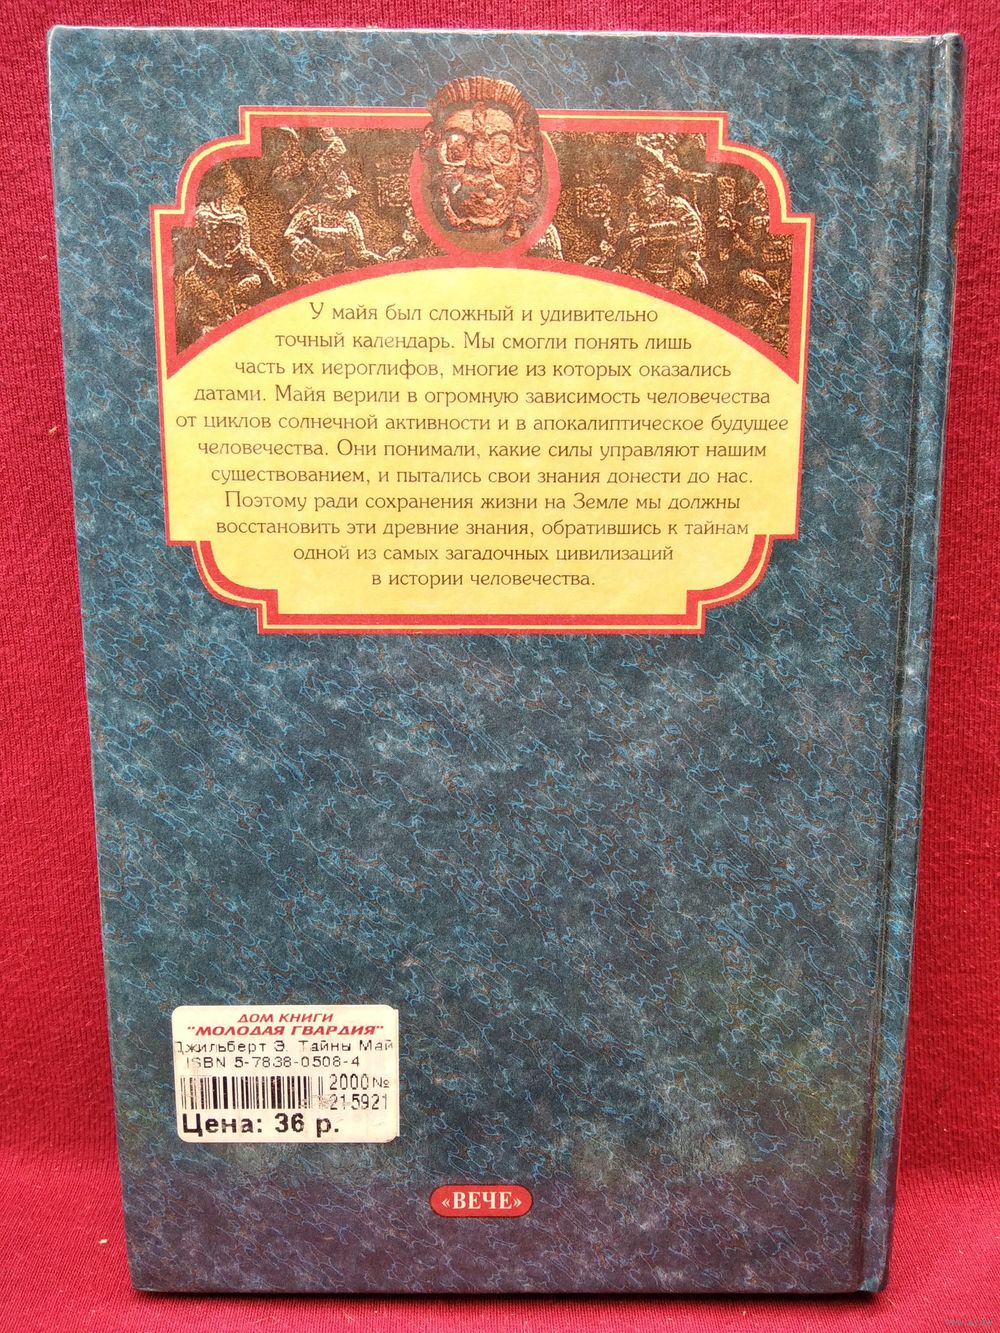 У майя был сложный и удивительно
точный календарь. Мы смогли понять лишь
часть их иероглифов, многие из которых оказались
датами. Майя верили в огромную зависимость человечества
от циклов солнечной активности и в апокалиптическое будущее
человечества. Они понимали, какие силы управляют нашим
существованием, и пытались свои знания донести до нас.
Поэтому ради сохранения жизни на Земле мы должны
восстановить эти древние знания, обратившись к тайнам
одной из самых загадочных цивилизаций
в истории человечества.
ДОМ КНИГИ
"МОЛОДАЯ ГВАРДИЯ"
Джильберт Э. Тайны Май
ISBN 5-7838-0508-4
2000 №
215921
Цена: 36 р.
«ВЕЧЕ»